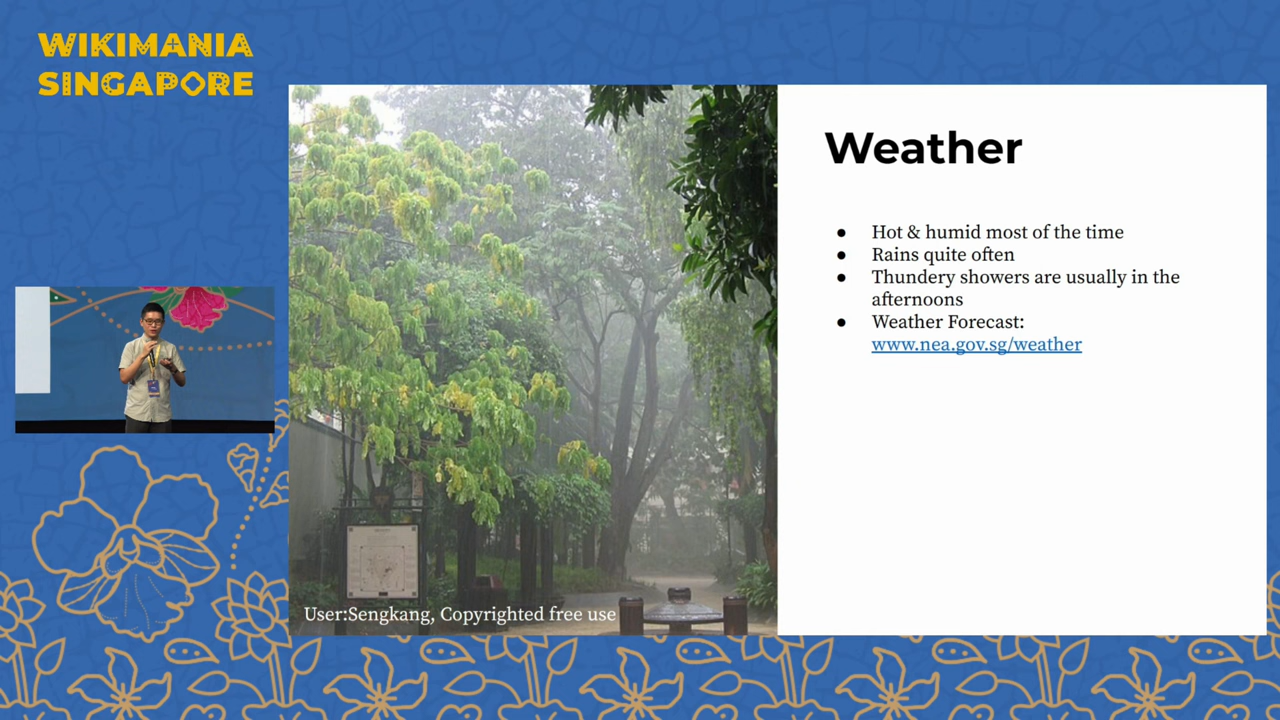 WIKIMANIA
SINGAPORE
Weather
● Hot & humid most of the time
● Rains quite often
● Thundery showers are usually in the
afternoons
● Weather Forecast:
www.nea.gov.sg/weather
User:Sengkang, Copyrighted free use